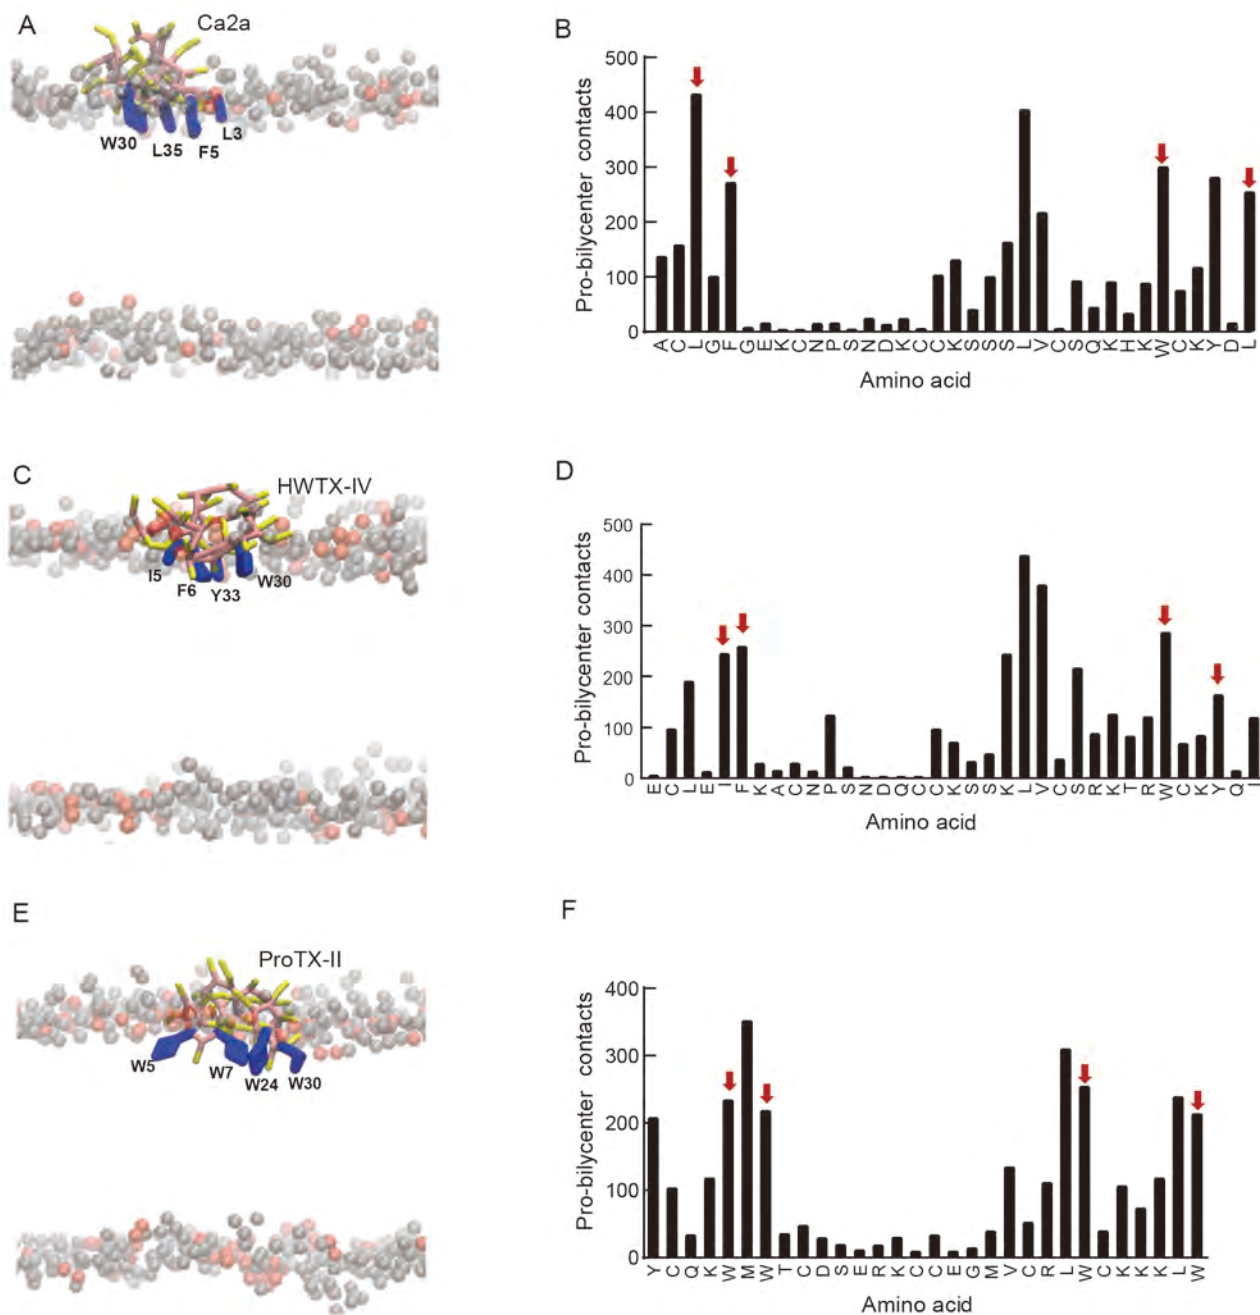 A
Ca2a
W30
L35
F5
L3
B
Pro-bilycenter contacts
500
400
300
200
100
0
A C L G F G E K C N P S N D K C C K S S S L V C S Q K H K W C K Y D L
Amino acid
C
HWTX-IV
I5
F6
Y33
W30
D
Pro-bilycenter contacts
500
400
300
200
100
0
E C L E I F K A C N P S N D Q C C K S S K L V C S R K T R W C K Y Q I
Amino acid
E
ProTX-II
W5
W7
W24
W30
F
Pro-bilycenter contacts
400
300
200
100
0
Y C Q K W M W T C D S E R K C C E G M V C R L W C K K K L W
Amino acid